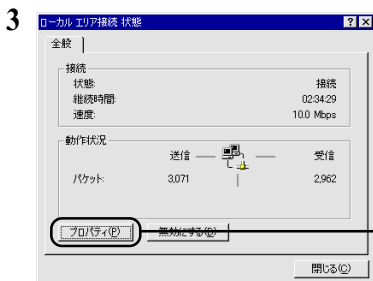 3
ローカル エリア接続 状態
全般
接続
状態: 接続
継続時間: 02:34:29
速度: 10.0 Mbps
動作状況
送信 — — 受信
パケット: 3,071 | 2,962
プロパティ(P) 無効にする(D)
閉じる(C)